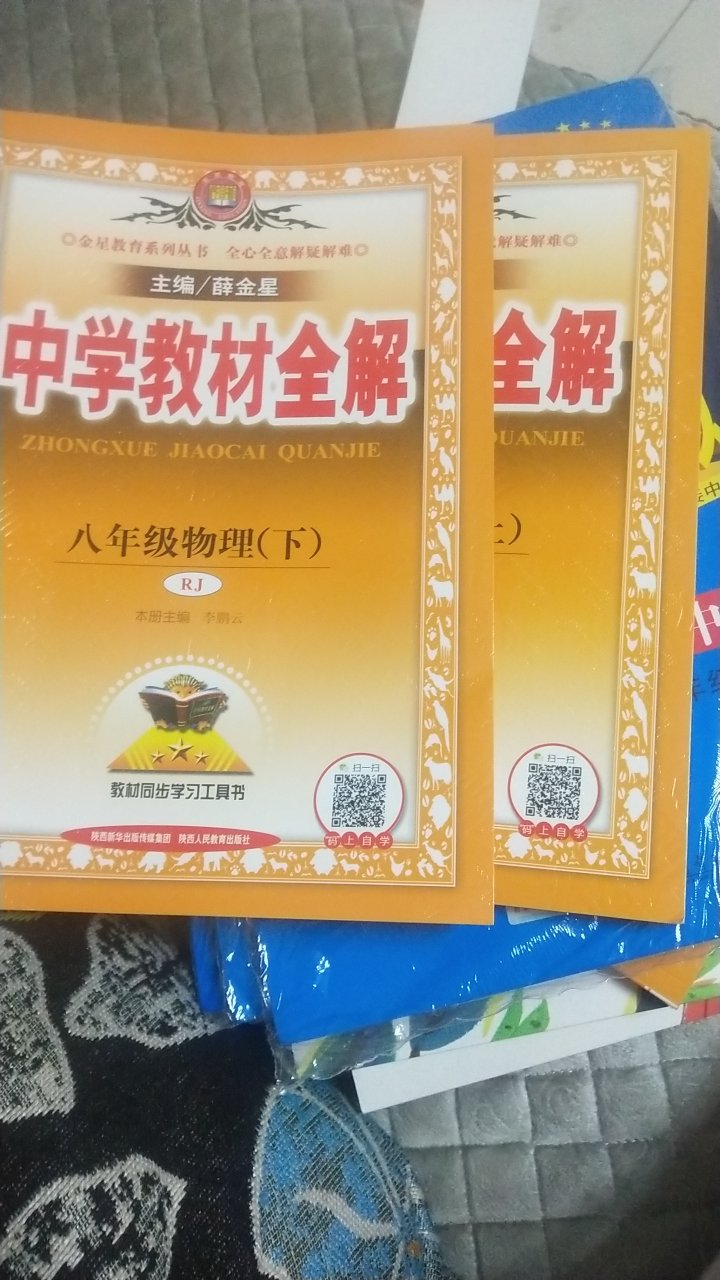 ◎金星教育系列丛书 全心全意解疑解难◎
主编/薛金星
中学教材全解
ZHONGXUE JIAOCAI QUANJIE
八年级物理(下)
RJ
本册主编 李鹏云
教材同步学习工具书
扫一扫
码上自学
陕西新华出版传媒集团 陕西人民教育出版社
解疑解难◎
全解
QUANJIE
上)
扫一扫
码上自学
中